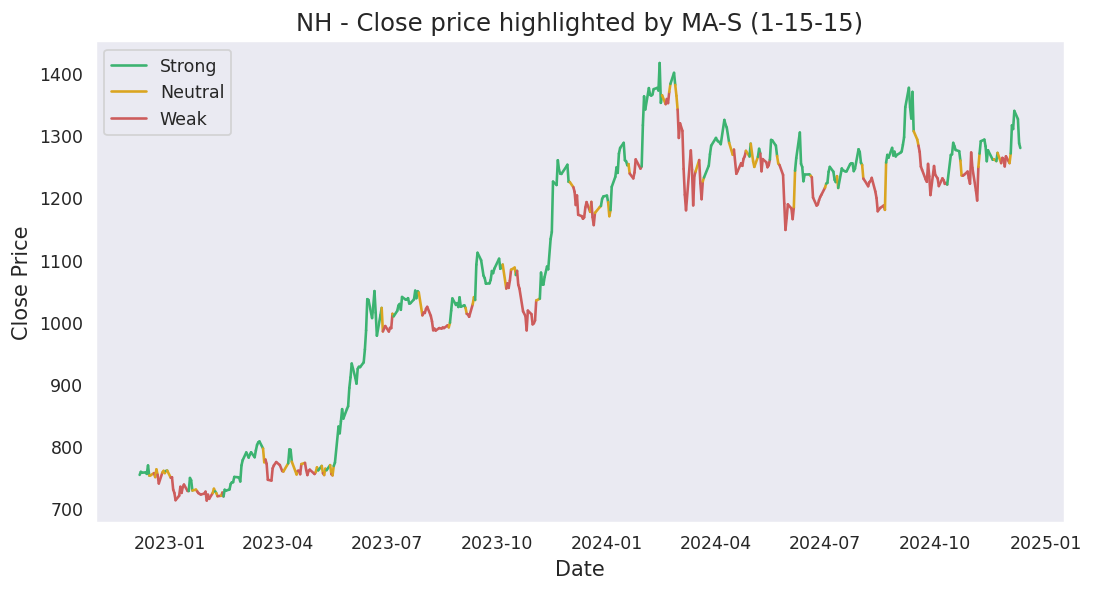 NH - Close price highlighted by MA-S (1-15-15)
Strong
Neutral
Weak
Close Price
1400
1300
1200
1100
1000
900
800
700
2023-01 2023-04 2023-07 2023-10 2024-01 2024-04 2024-07 2024-10 2025-01
Date